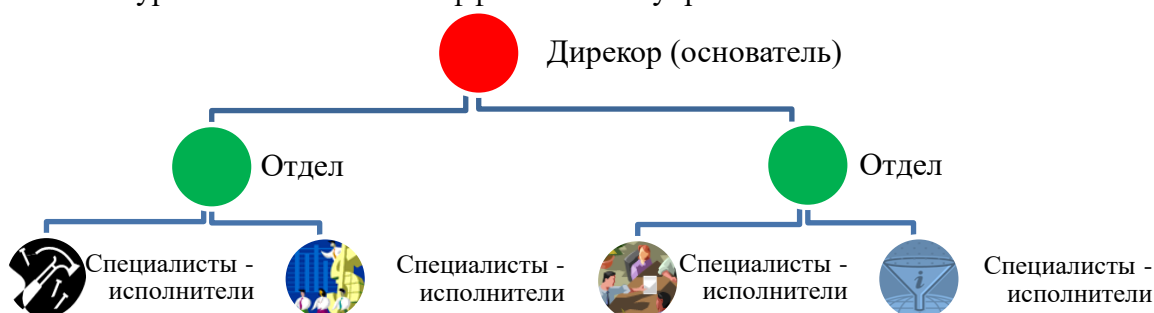 Дирекор (основатель)
Отдел
Отдел
Специалисты -
исполнители
Специалисты -
исполнители
Специалисты -
исполнители
Специалисты -
исполнители
i